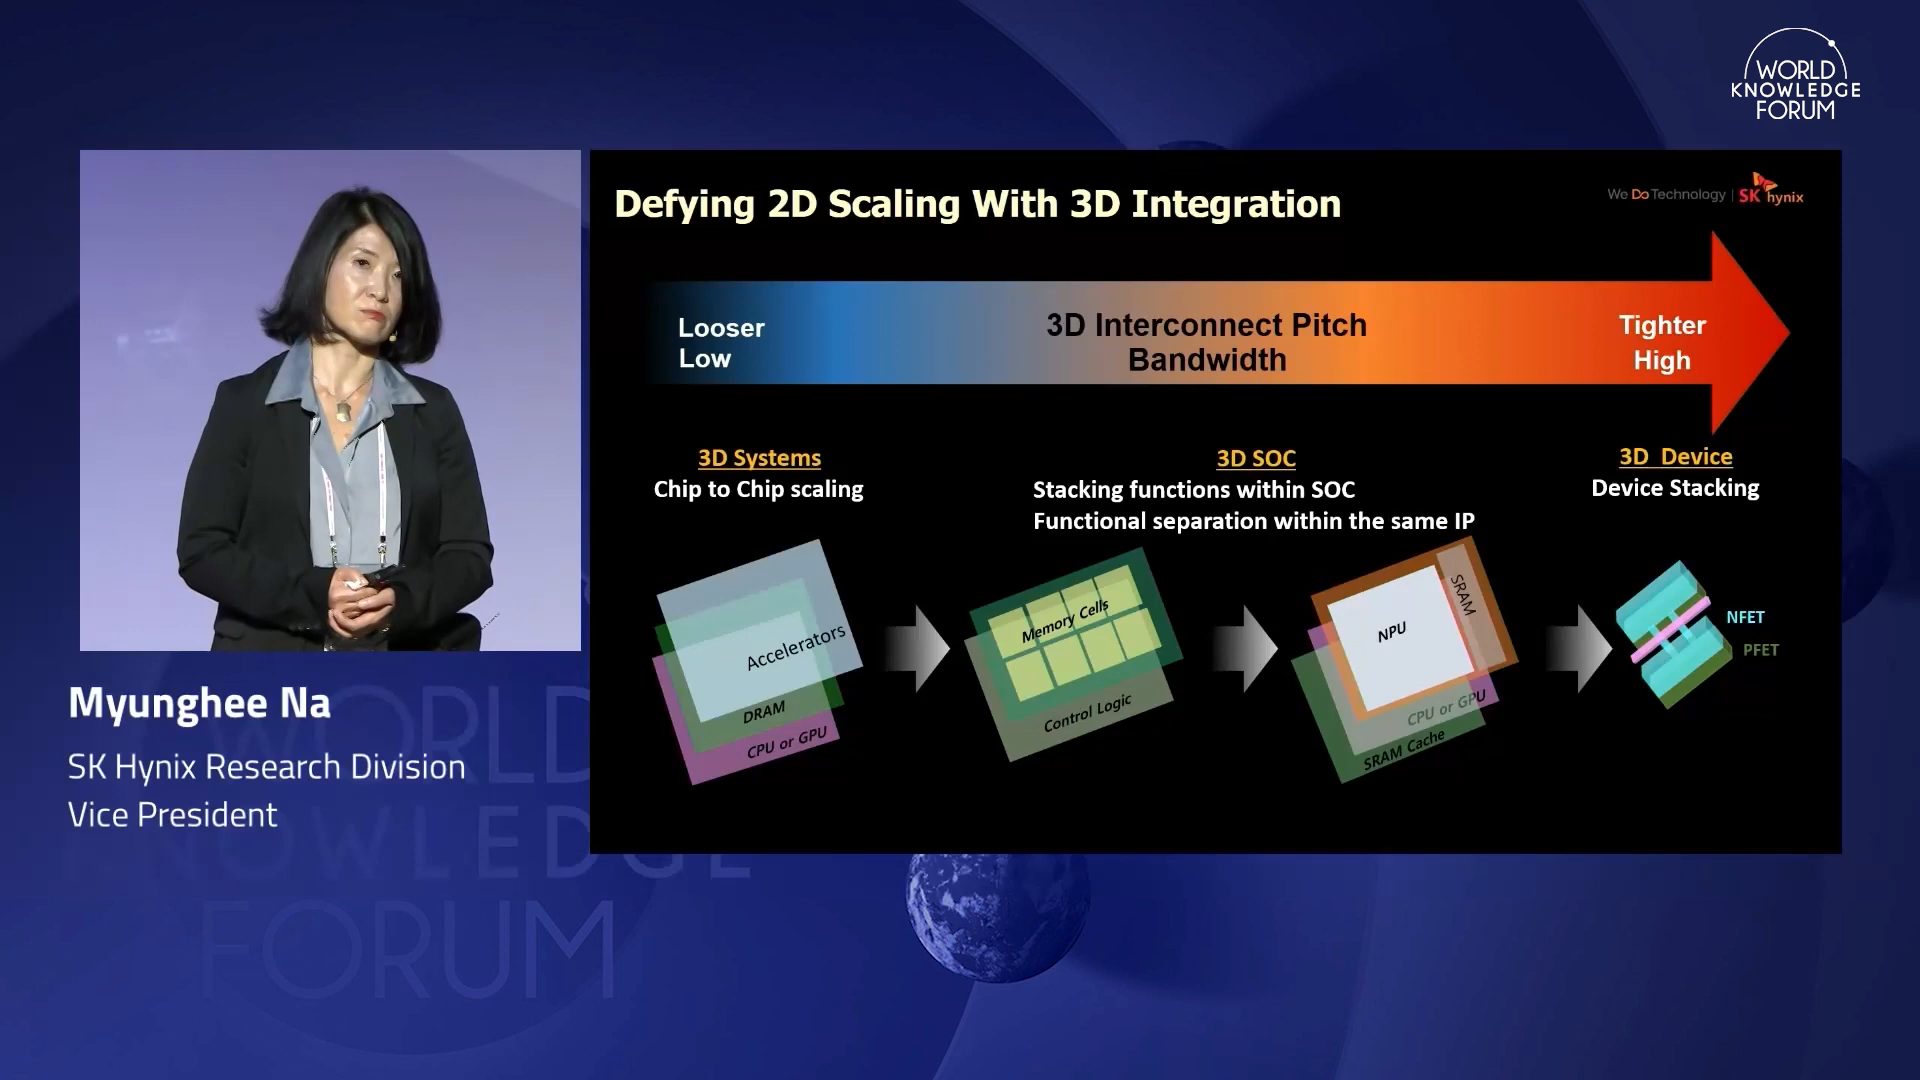 WORLD
KNOWLEDGE
FORUM
Defying 2D Scaling With 3D Integration
We Do Technology | SK hynix
Looser
Low
3D Interconnect Pitch
Bandwidth
Tighter
High
3D Systems
Chip to Chip scaling
3D SOC
Stacking functions within SOC
Functional separation within the same IP
3D Device
Device Stacking
Accelerators
DRAM
CPU or GPU
Memory Cells
Control Logic
NPU
SRAM
CPU or GPU
SRAM Cache
NFET
PFET
Myunghee Na
SK Hynix Research Division
Vice President
WORLD
KNOWLEDGE
FORUM